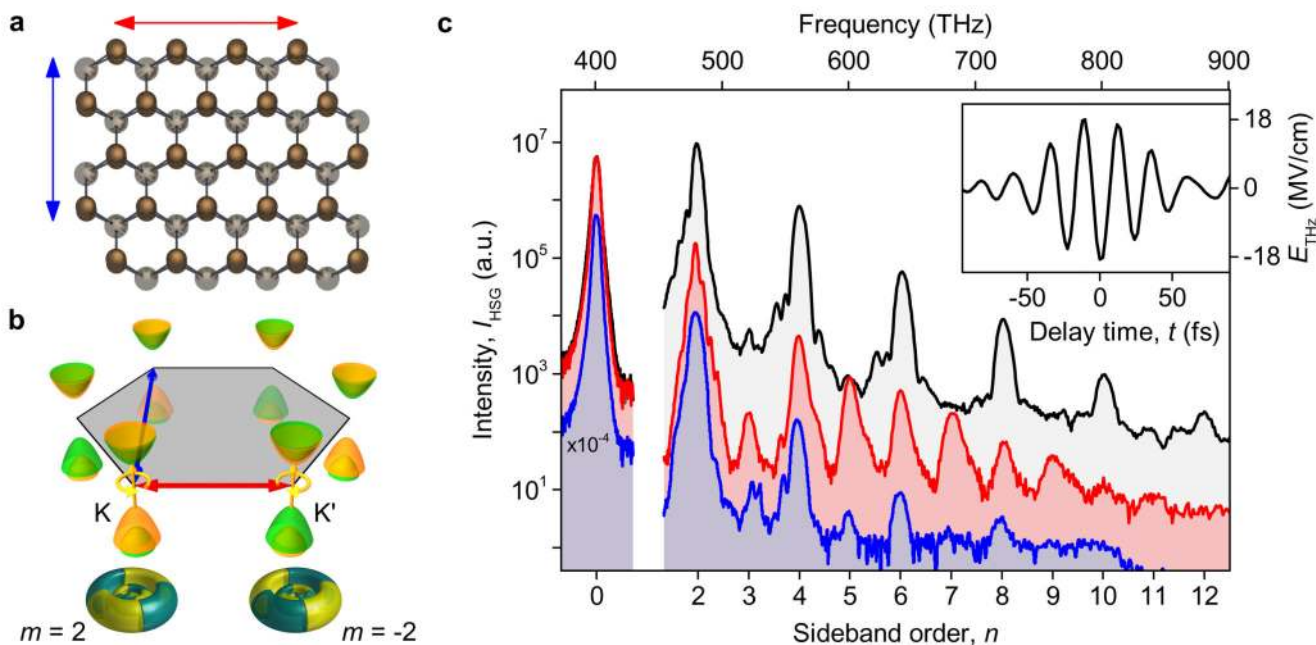 a
b
K
K'
m = 2
m = -2
c
Frequency (THz)
400 500 600 700 800 900
Intensity, I_HSG (a.u.)
10^7
10^5
10^3
10^1
x10^-4
18
0
-18
E_THz (MV/cm)
-50 0 50
Delay time, t (fs)
0 2 3 4 5 6 7 8 9 10 11 12
Sideband order, n